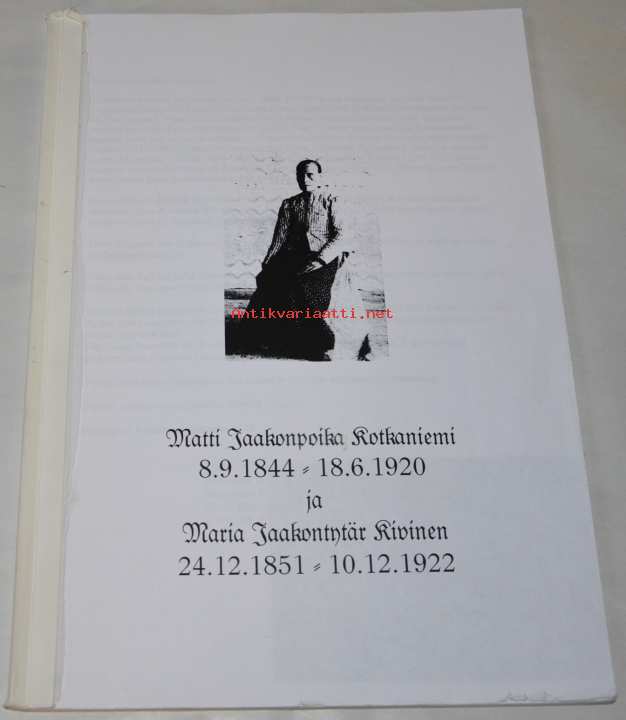 Antikvariaatti.net
Matti Jaakonpoika Kotkaniemi
8.9.1844 - 18.6.1920
ja
Maria Jaakontytär Kivinen
24.12.1851 - 10.12.1922